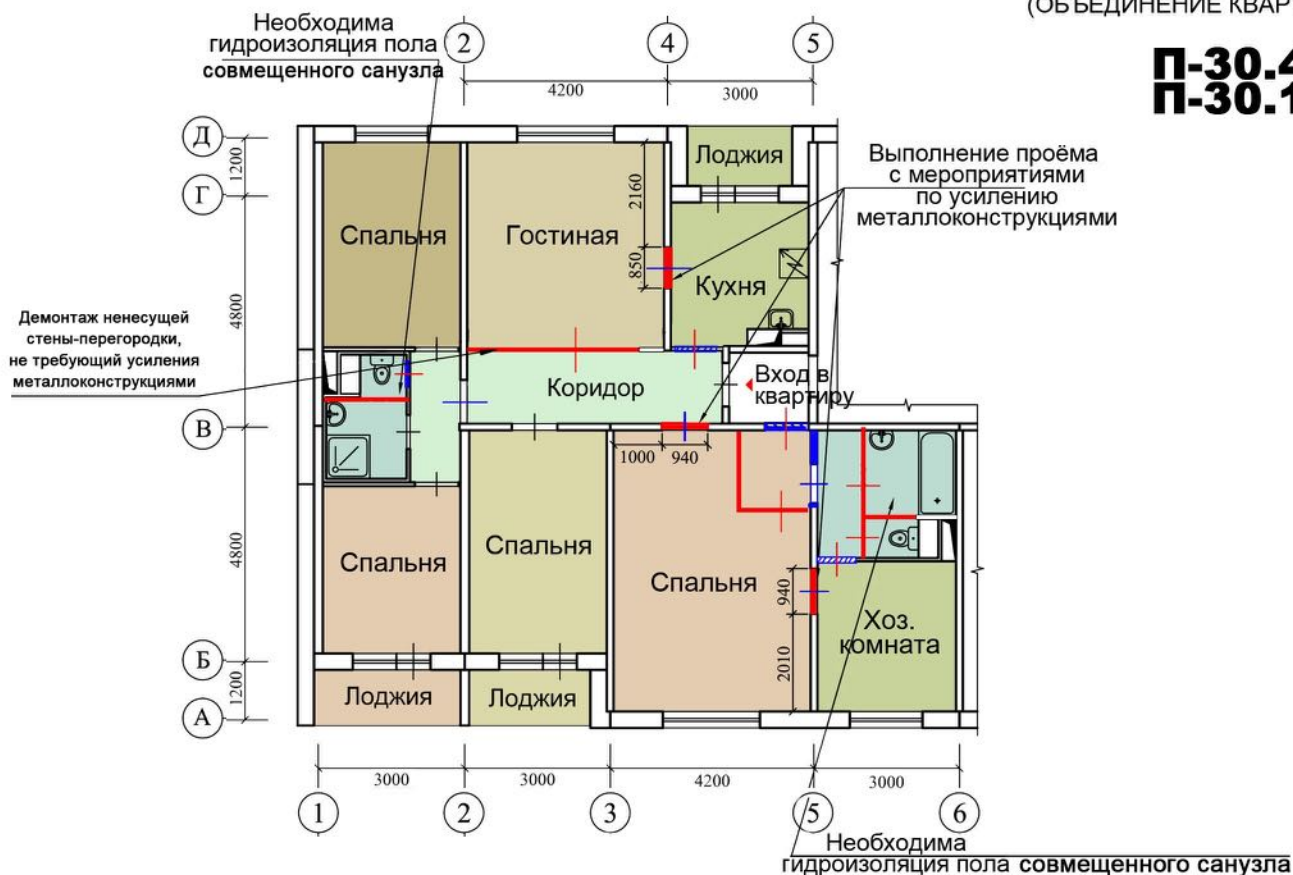 (ОБЪЕДИНЕНИЕ КВАР
П-30.4
П-30.1
Необходима
гидроизоляция пола
совмещенного санузла
2
4
5
4200
3000
Д
1200
Г
Лоджия
Выполнение проёма
с мероприятиями
по усилению
металлоконструкциями
2160
Спальня
Гостиная
850
Кухня
4800
Демонтаж ненесущей
стены-перегородки,
не требующий усиления
металлоконструкциями
Коридор
Вход в
квартиру
В
1000
940
4800
Спальня
Спальня
Спальня
940
Хоз.
комната
2010
Б
1200
А
Лоджия
Лоджия
3000
3000
4200
3000
1
2
3
5
6
Необходима
гидроизоляция пола совмещенного санузла